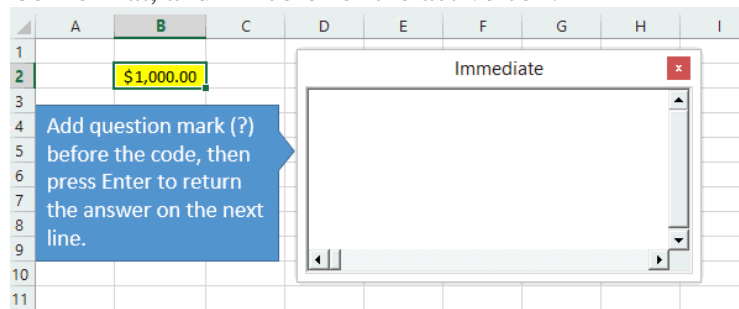 A B C D E F G H I
1
Immediate x
2 $1,000.00
3
4 Add question mark (?)
5 before the code, then
6 press Enter to return
7 the answer on the next
8 line.
9
10
11